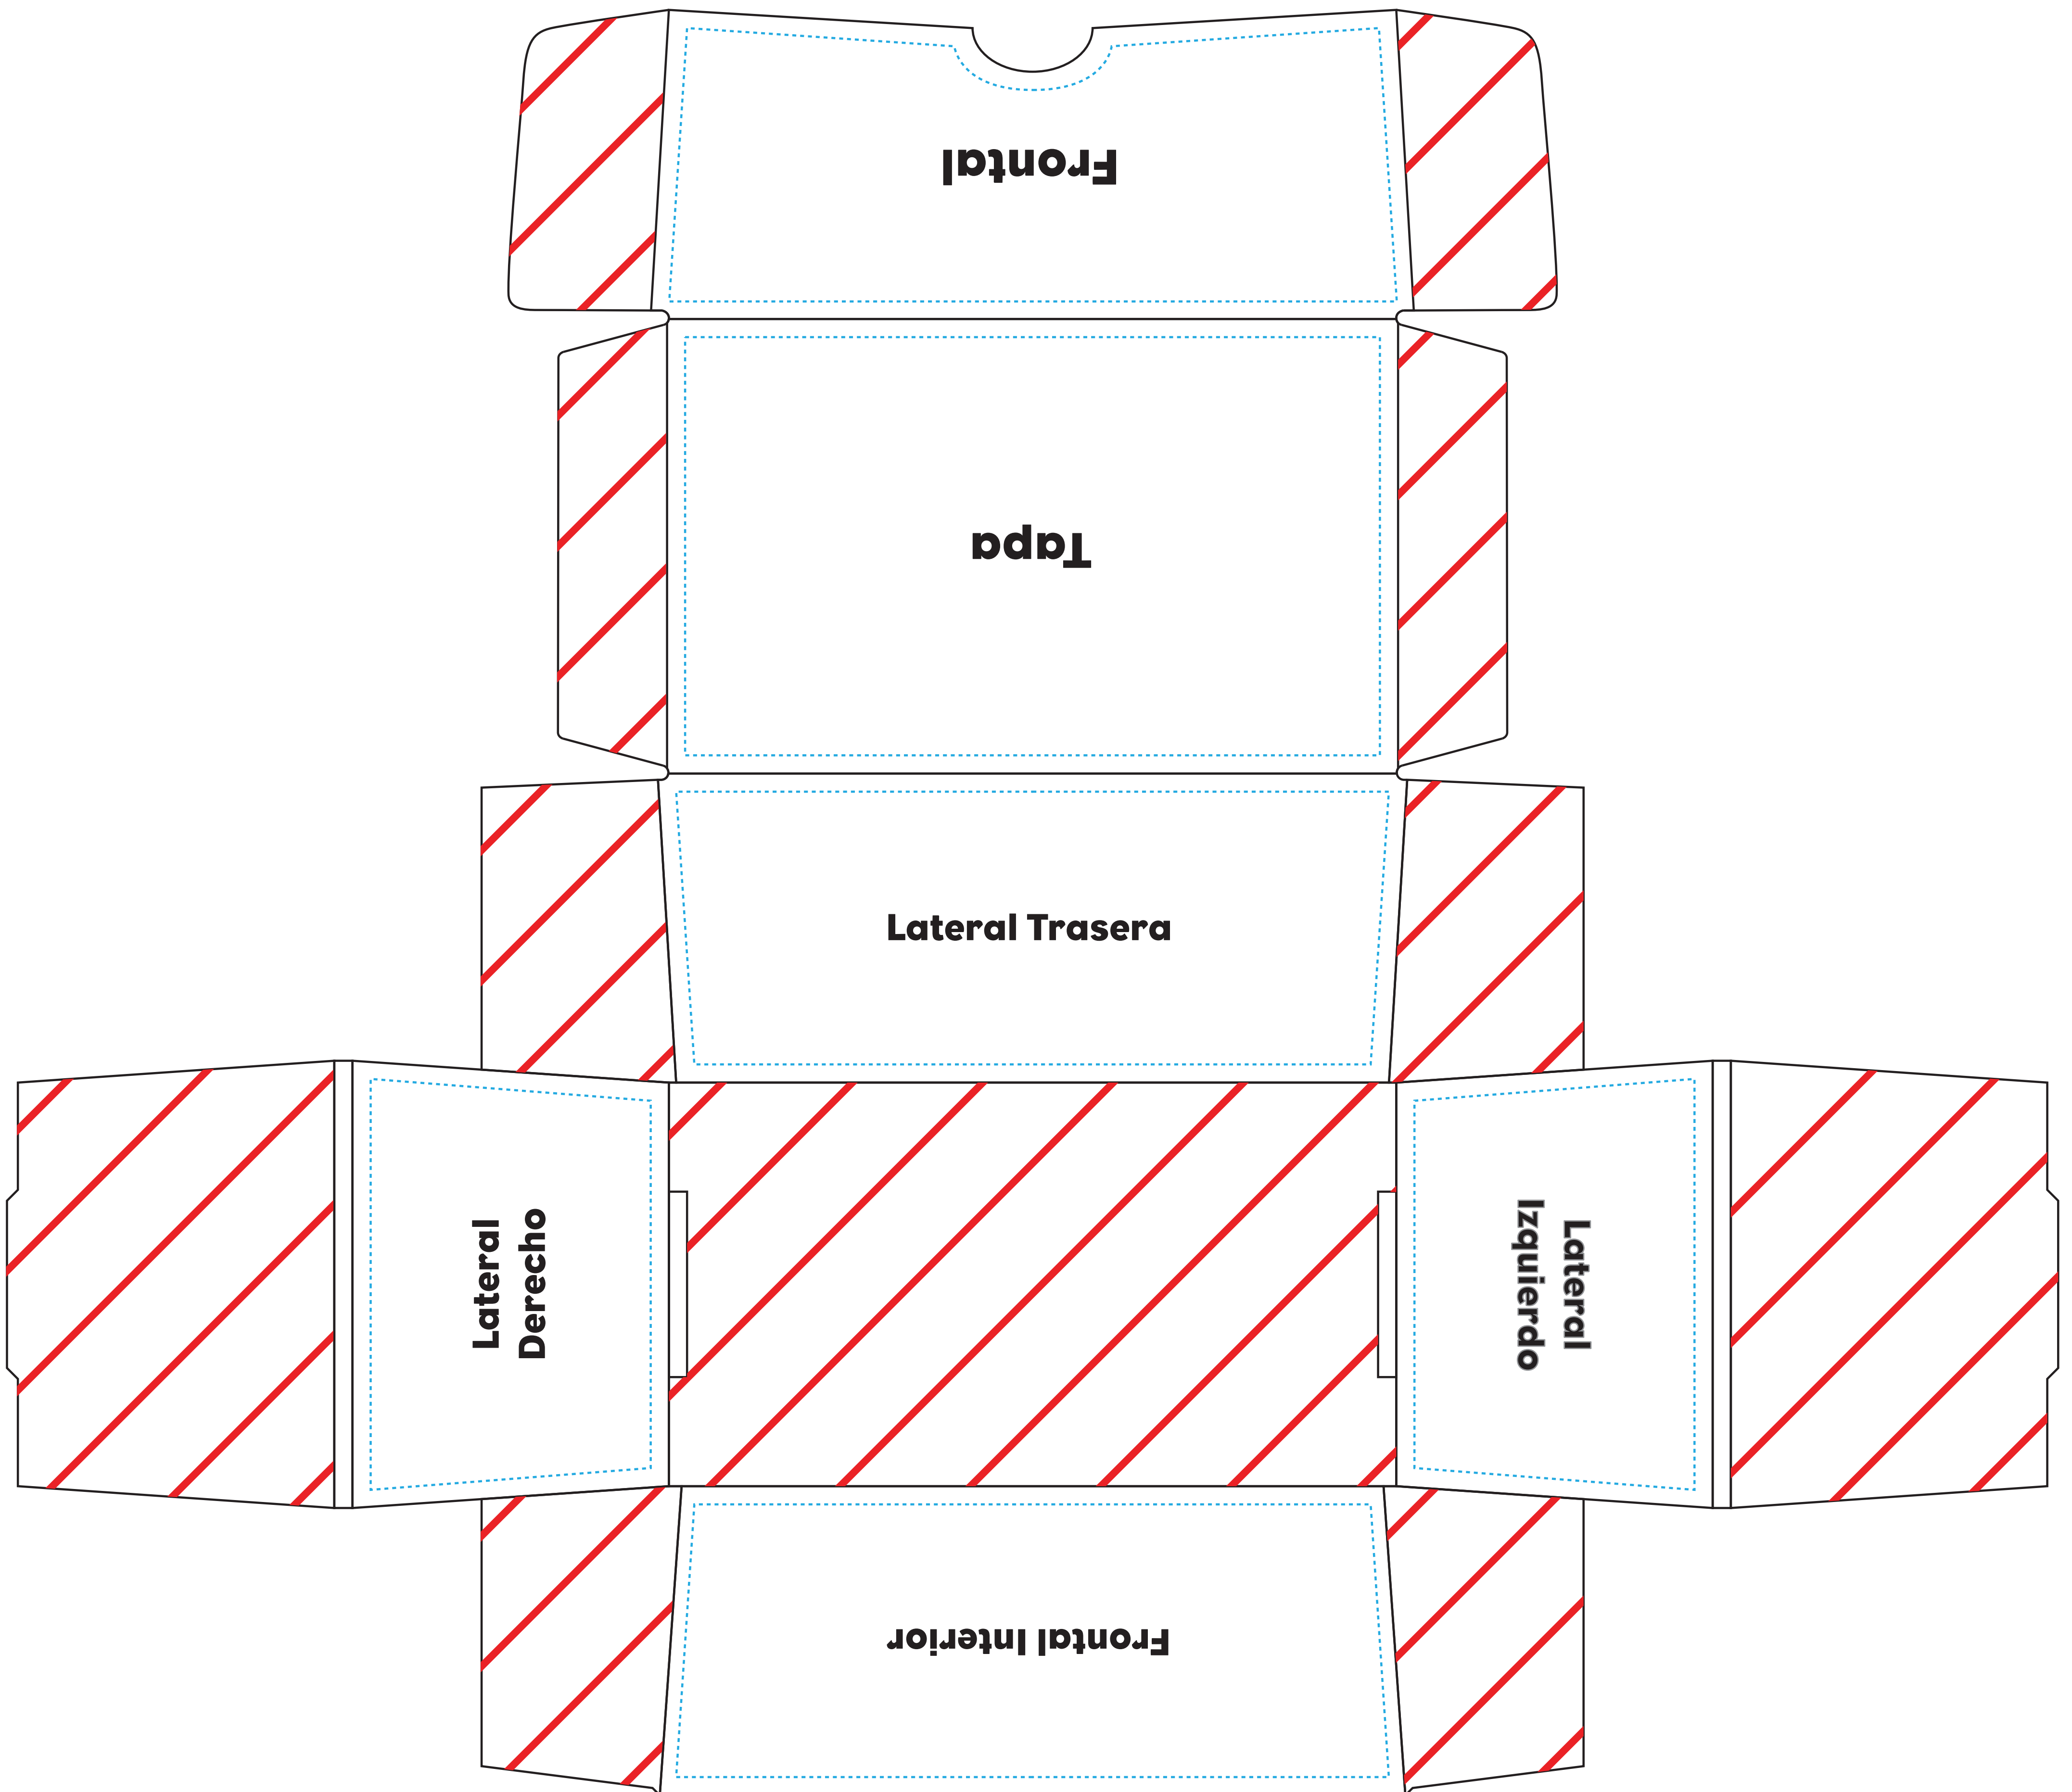 Frontal
Tapa
Lateral Trasera
Lateral
Derecho
Lateral
Izquierdo
Frontal Interior